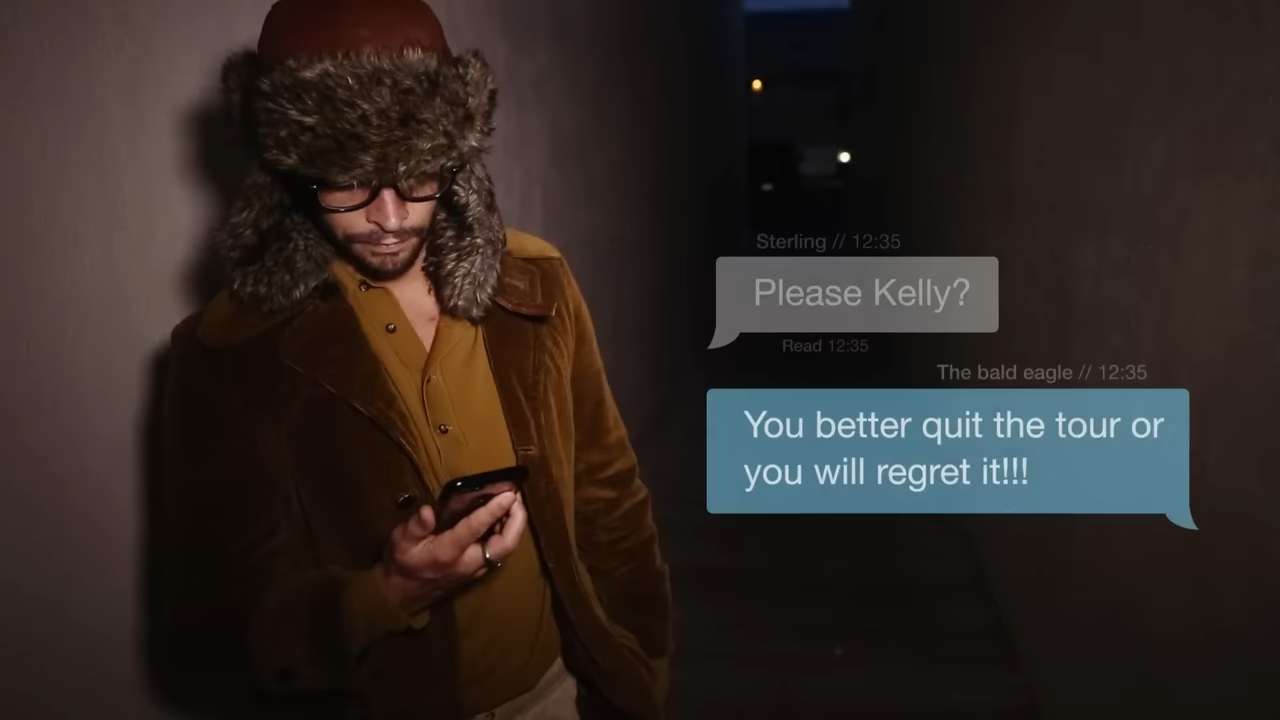 Sterling // 12:35
Please Kelly?
Read 12:35
The bald eagle // 12:35
You better quit the tour or
you will regret it!!!